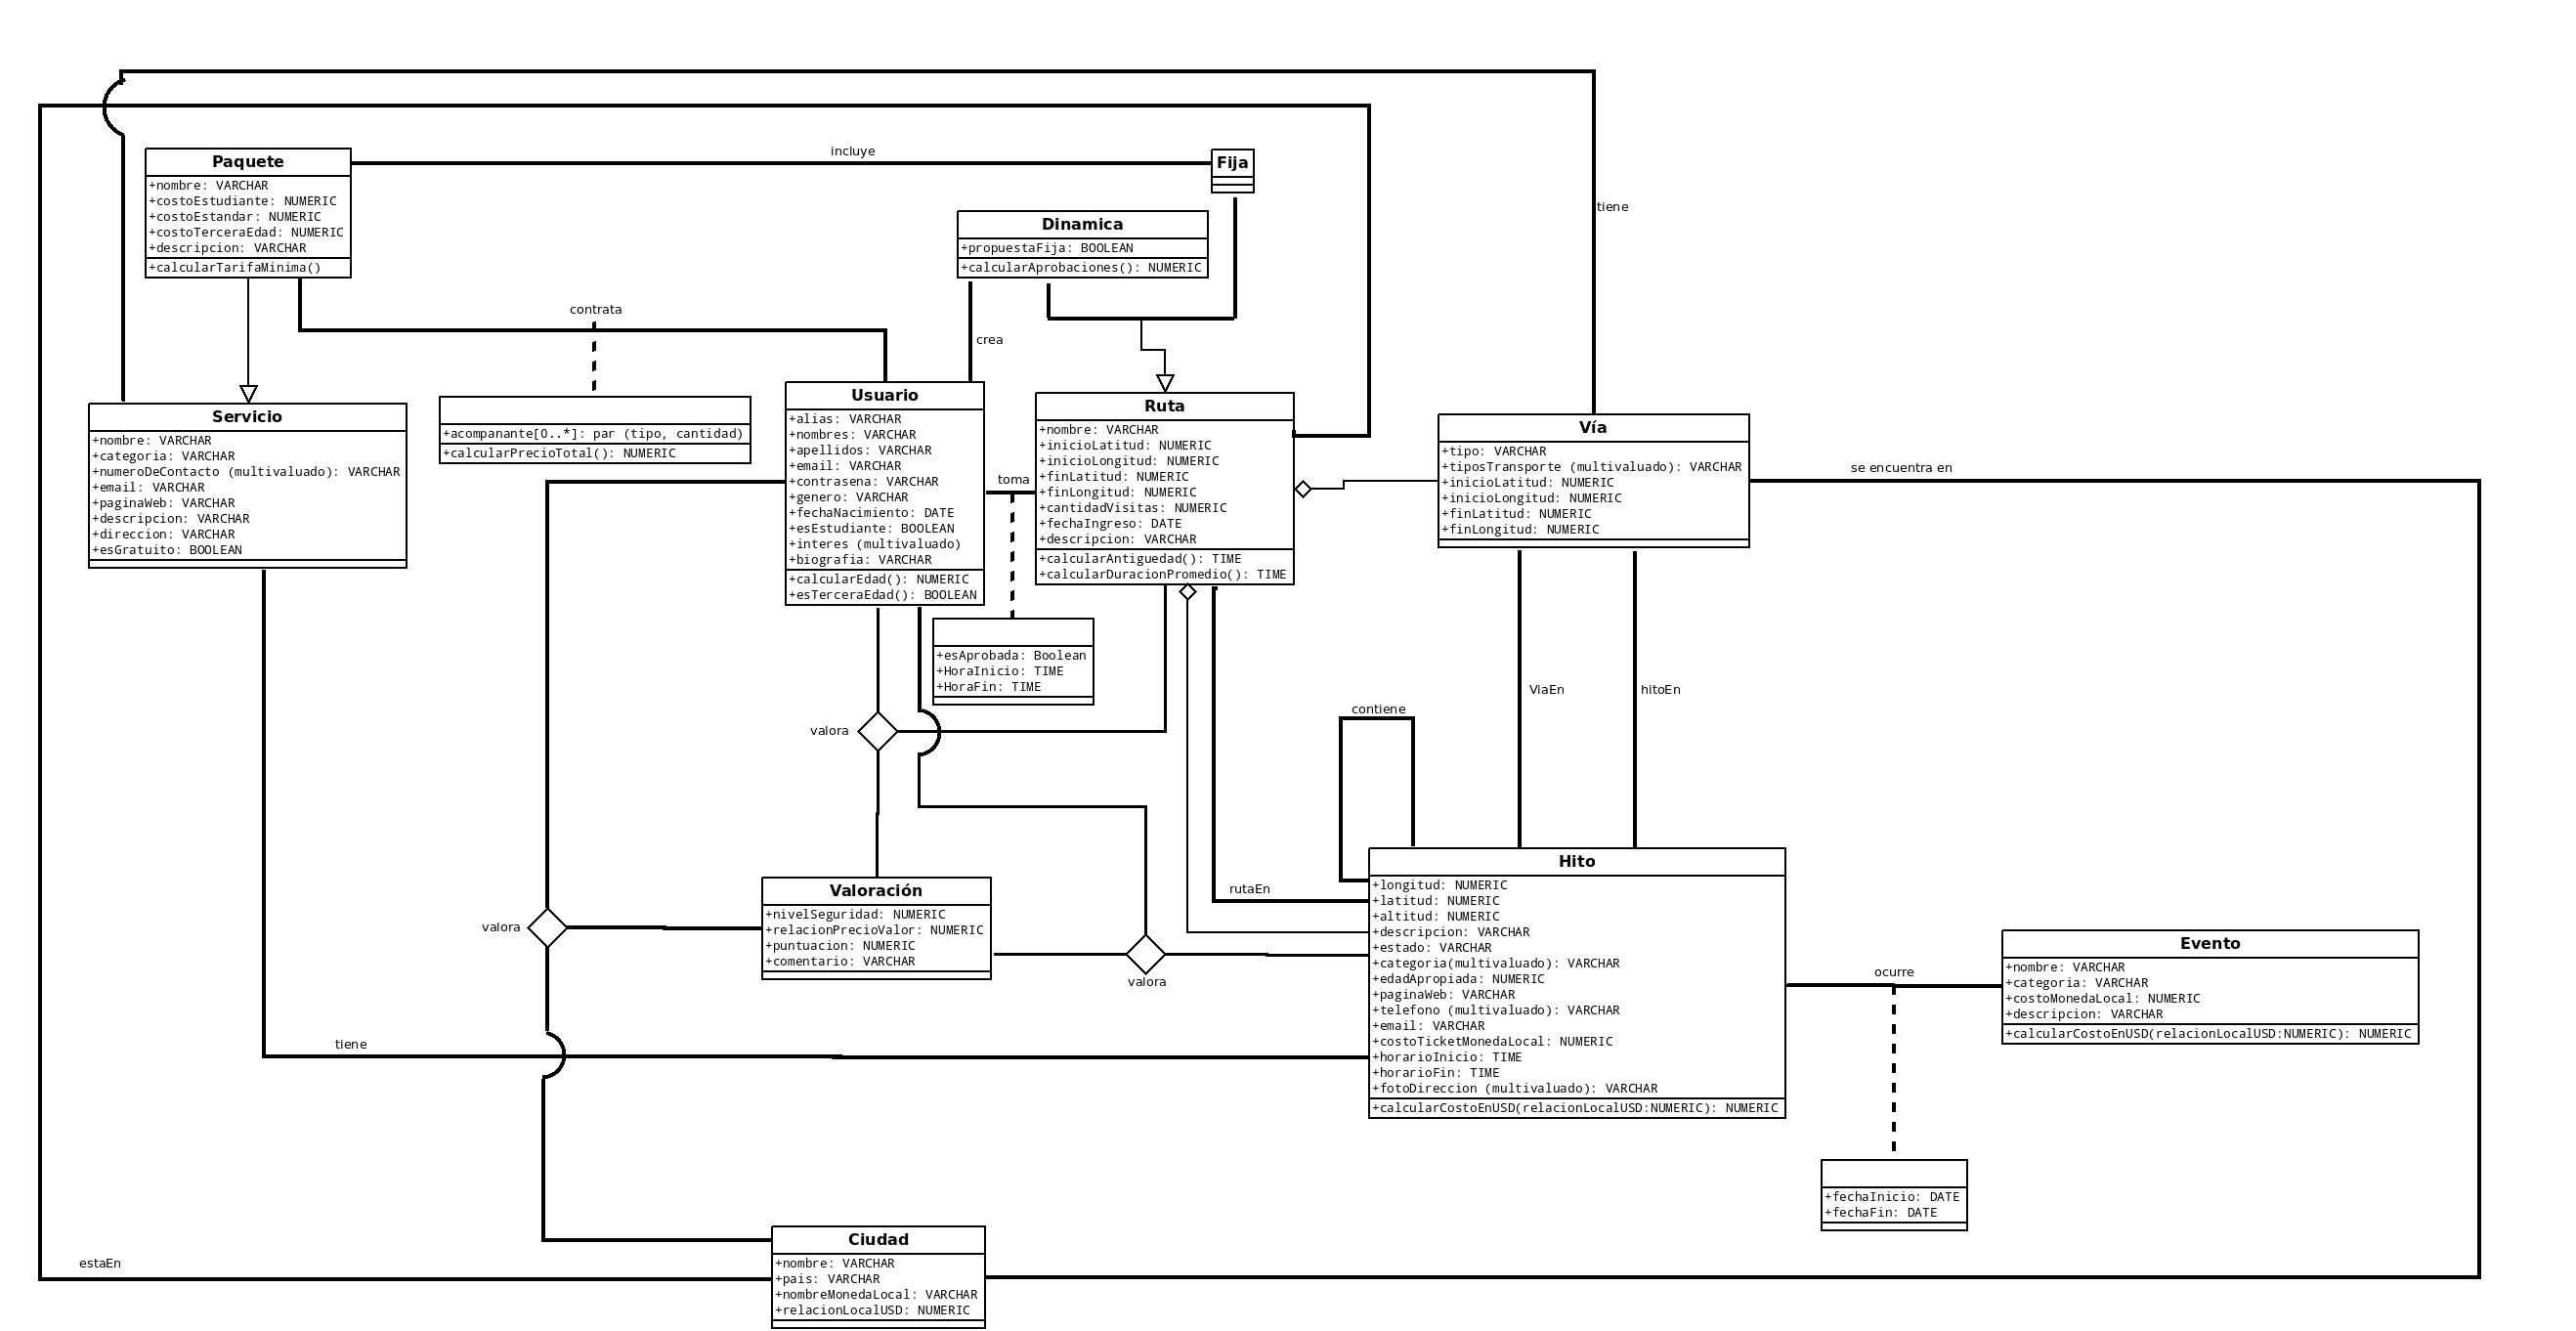 tiene
Paquete
+nombre: VARCHAR
+costoEstudiante: NUMERIC
+costoEstandar: NUMERIC
+costoTerceraEdad: NUMERIC
+descripcion: VARCHAR
+calcularTarifaMinima()
incluye
Fija
Dinamica
+propuestaFija: BOOLEAN
+calcularAprobaciones(): NUMERIC
contrata
crea
Servicio
+nombre: VARCHAR
+categoria: VARCHAR
+numeroDeContacto (multivaluado): VARCHAR
+email: VARCHAR
+paginaWeb: VARCHAR
+descripcion: VARCHAR
+direccion: VARCHAR
+esGratuito: BOOLEAN
+acompanante[0..*]: par (tipo, cantidad)
+calcularPrecioTotal(): NUMERIC
Usuario
+alias: VARCHAR
+nombres: VARCHAR
+apellidos: VARCHAR
+email: VARCHAR
+contrasena: VARCHAR
+genero: VARCHAR
+fechaNacimiento: DATE
+esEstudiante: BOOLEAN
+interes (multivaluado)
+biografia: VARCHAR
+calcularEdad(): NUMERIC
+esTerceraEdad(): BOOLEAN
toma
Ruta
+nombre: VARCHAR
+inicioLatitud: NUMERIC
+inicioLongitud: NUMERIC
+finLatitud: NUMERIC
+finLongitud: NUMERIC
+cantidadVisitas: NUMERIC
+fechaIngreso: DATE
+descripcion: VARCHAR
+calcularAntiguedad(): TIME
+calcularDuracionPromedio(): TIME
Vía
+tipo: VARCHAR
+tiposTransporte (multivaluado): VARCHAR
+inicioLatitud: NUMERIC
+inicioLongitud: NUMERIC
+finLatitud: NUMERIC
+finLongitud: NUMERIC
se encuentra en
+esAprobada: Boolean
+HoraInicio: TIME
+HoraFin: TIME
valora
ViaEn
hitoEn
contiene
rutaEn
valora
Valoración
+nivelSeguridad: NUMERIC
+relacionPrecioValor: NUMERIC
+puntuacion: NUMERIC
+comentario: VARCHAR
valora
Hito
+longitud: NUMERIC
+latitud: NUMERIC
+altitud: NUMERIC
+descripcion: VARCHAR
+estado: VARCHAR
+categoria(multivaluado): VARCHAR
+edadApropiada: NUMERIC
+paginaWeb: VARCHAR
+telefono (multivaluado): VARCHAR
+email: VARCHAR
+costoTicketMonedaLocal: NUMERIC
+horarioInicio: TIME
+horarioFin: TIME
+fotoDireccion (multivaluado): VARCHAR
+calcularCostoEnUSD(relacionLocalUSD:NUMERIC): NUMERIC
ocurre
Evento
+nombre: VARCHAR
+categoria: VARCHAR
+costoMonedaLocal: NUMERIC
+descripcion: VARCHAR
+calcularCostoEnUSD(relacionLocalUSD:NUMERIC): NUMERIC
tiene
+fechaInicio: DATE
+fechaFin: DATE
estaEn
Ciudad
+nombre: VARCHAR
+pais: VARCHAR
+nombreMonedaLocal: VARCHAR
+relacionLocalUSD: NUMERIC